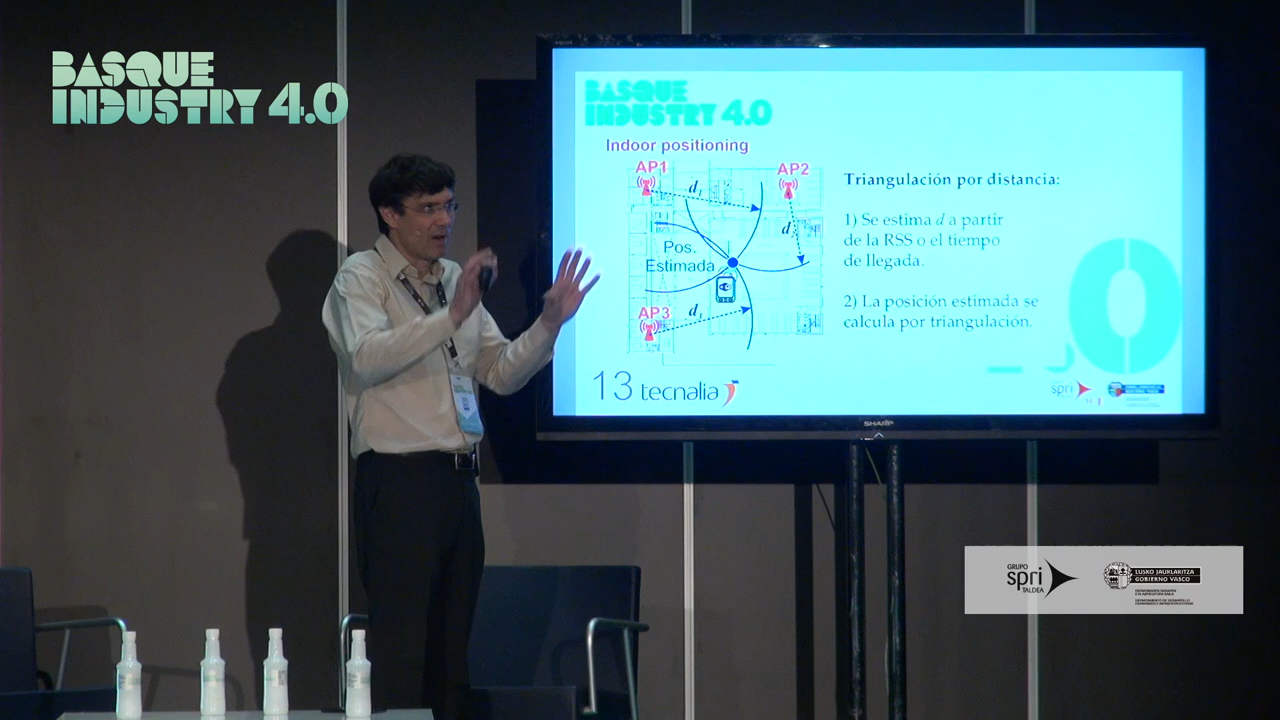 BASQUE
INDUSTRY 4.0
BASQUE
INDUSTRY 4.0
Indoor positioning
AP1
AP2
d1
d
Pos.
Estimada
AP3
d3
Triangulación por distancia:
1) Se estima d a partir
de la RSS o el tiempo
de llegada.
2) La posición estimada se
calcula por triangulación.
13 tecnalia
spri
SHARP
GRUPO
spri
TALDEA
EUSKO JAURLARITZA
GOBIERNO VASCO